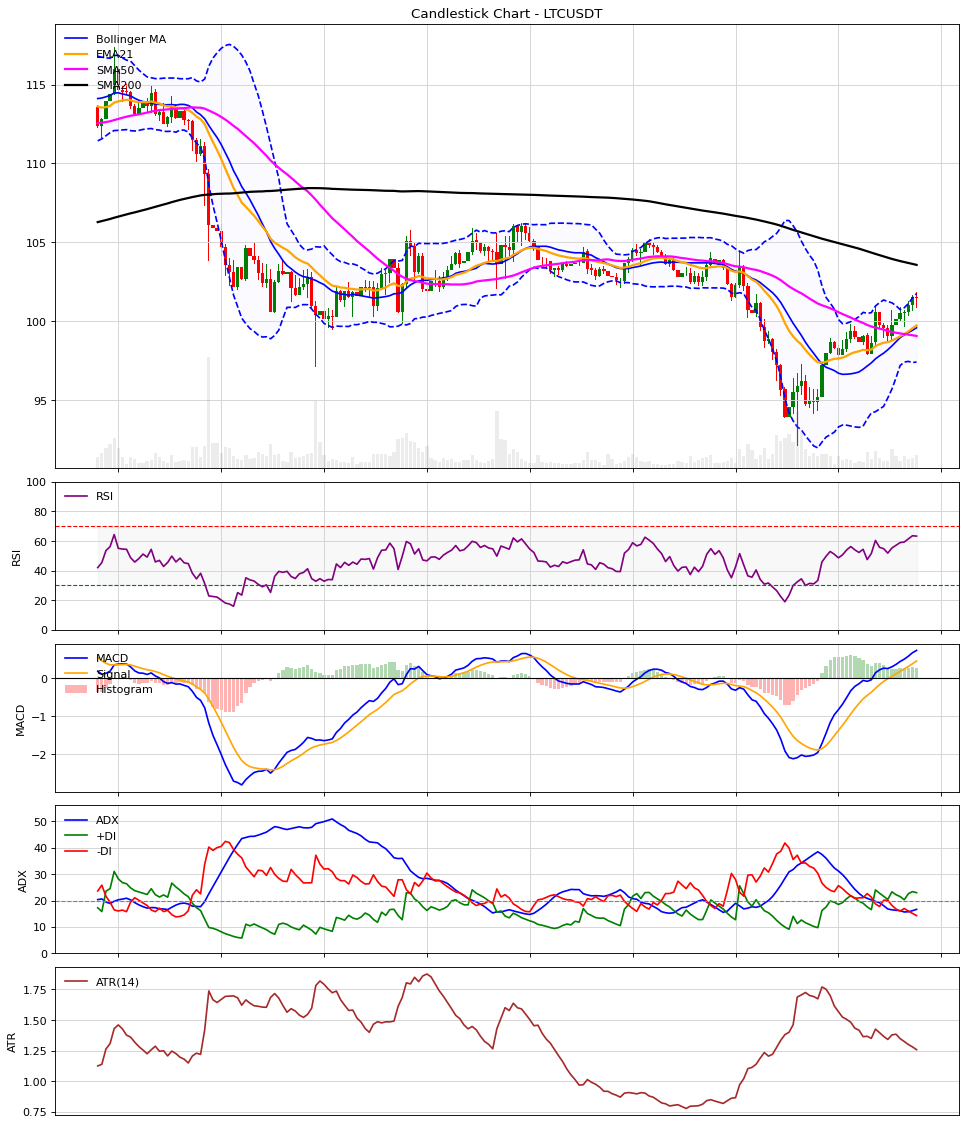 Candlestick Chart - LTCUSDT
Bollinger MA
EMA21
SMA50
SMA200
115
110
105
100
95
RSI
100
80
60
40
20
0
RSI
MACD
Signal
Histogram
0
−1
−2
MACD
ADX
+DI
-DI
50
40
30
20
10
0
ADX
ATR(14)
1.75
1.50
1.25
1.00
0.75
ATR